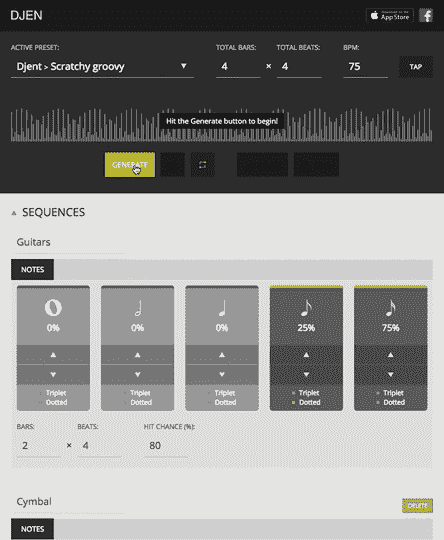 DJEN
Download on the
App Store
ACTIVE PRESET:
TOTAL BARS:
TOTAL BEATS:
BPM:
Djent > Scratchy groovy
4 × 4
75
TAP
Hit the Generate button to begin!
GENERATE
SEQUENCES
Guitars
NOTES
0% 0% 0% 25% 75%
Triplet Triplet Triplet Triplet Triplet
Dotted Dotted Dotted Dotted Dotted
BARS: BEATS: HIT CHANCE (%):
2 × 4 80
Cymbal
DELETE
NOTES